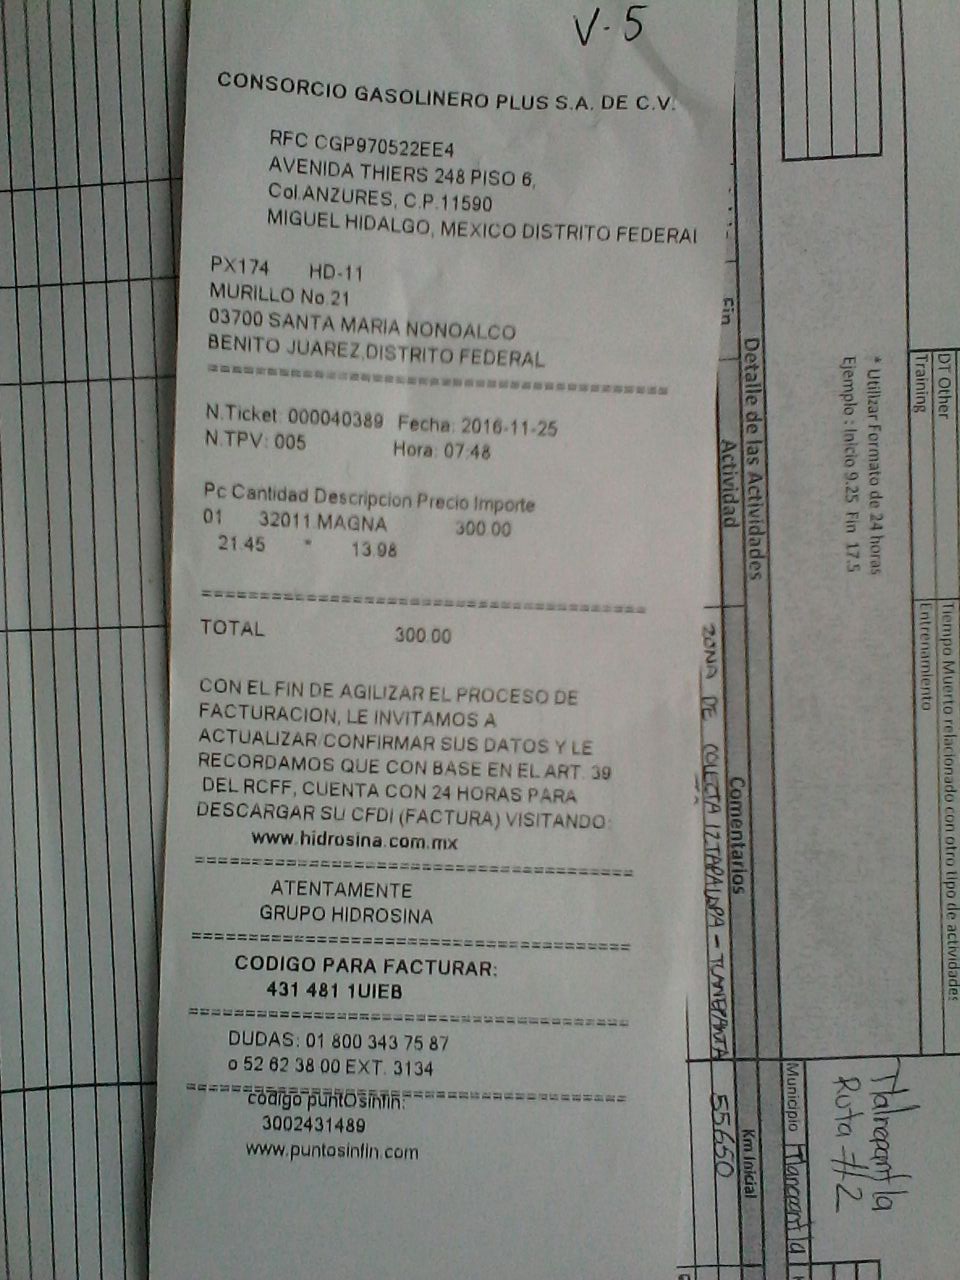 V-5
CONSORCIO GASOLINERO PLUS S.A. DE C.V.
RFC CGP970522EE4
AVENIDA THIERS 248 PISO 6,
Col.ANZURES, C.P.11590
MIGUEL HIDALGO, MEXICO DISTRITO FEDERAl
PX174 HD-11
MURILLO No.21
03700 SANTA MARIA NONOALCO
BENITO JUAREZ,DISTRITO FEDERAL
N.Ticket: 000040389 Fecha: 2016-11-25
N.TPV: 005 Hora: 07:48
Pc Cantidad Descripcion Precio Importe
01 32011 MAGNA 300.00
21.45 * 13.98
TOTAL 300.00
CON EL FIN DE AGILIZAR EL PROCESO DE
FACTURACION, LE INVITAMOS A
ACTUALIZAR/CONFIRMAR SUS DATOS Y LE
RECORDAMOS QUE CON BASE EN EL ART. 39
DEL RCFF, CUENTA CON 24 HORAS PARA
DESCARGAR SU CFDI (FACTURA) VISITANDO:
www.hidrosina.com.mx
ATENTAMENTE
GRUPO HIDROSINA
CODIGO PARA FACTURAR:
431 481 1UIEB
DUDAS: 01 800 343 75 87
o 52 62 38 00 EXT. 3134
codigo puntOsinfin:
3002431489
www.puntosinfin.com
DT Other
Training
Tiempo Muerto relacionado con otro tipo de actividades
Entrenamiento
* Utilizar Formato de 24 horas
Ejemplo : Inicio 9.25 Fin 17.5
Tlalnepantla
Ruta #2
Municipio
Detalle de las Actividades
Fin
Actividad
Comentarios
Km Inicial
ZONA DE COLECTA IZTAPALAPA -
55650